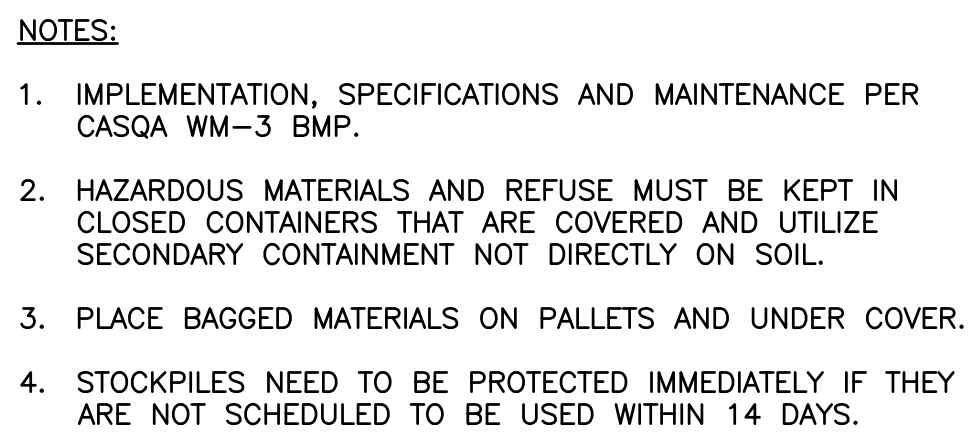 NOTES:
1. IMPLEMENTATION, SPECIFICATIONS AND MAINTENANCE PER
CASQA WM-3 BMP.
2. HAZARDOUS MATERIALS AND REFUSE MUST BE KEPT IN
CLOSED CONTAINERS THAT ARE COVERED AND UTILIZE
SECONDARY CONTAINMENT NOT DIRECTLY ON SOIL.
3. PLACE BAGGED MATERIALS ON PALLETS AND UNDER COVER.
4. STOCKPILES NEED TO BE PROTECTED IMMEDIATELY IF THEY
ARE NOT SCHEDULED TO BE USED WITHIN 14 DAYS.